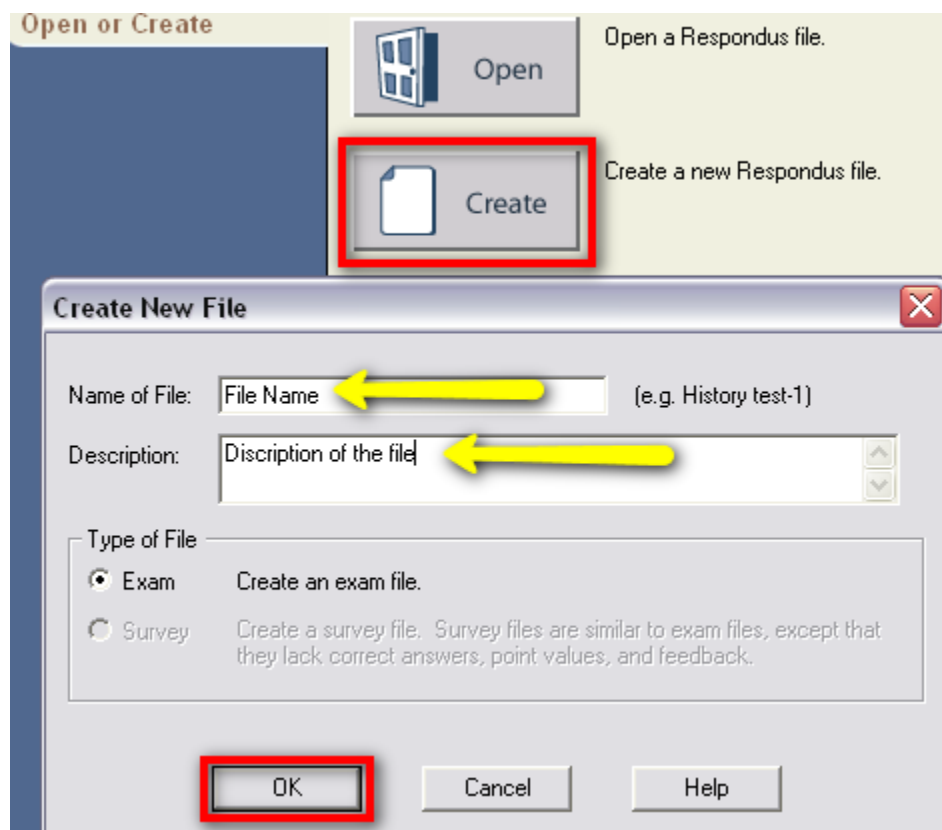 Open or Create
Open
Open a Respondus file.
Create
Create a new Respondus file.
Create New File
Name of File:
File Name
(e.g. History test-1)
Description:
Discription of the file
Type of File
Exam
Create an exam file.
Survey
Create a survey file. Survey files are similar to exam files, except that
they lack correct answers, point values, and feedback.
OK
Cancel
Help